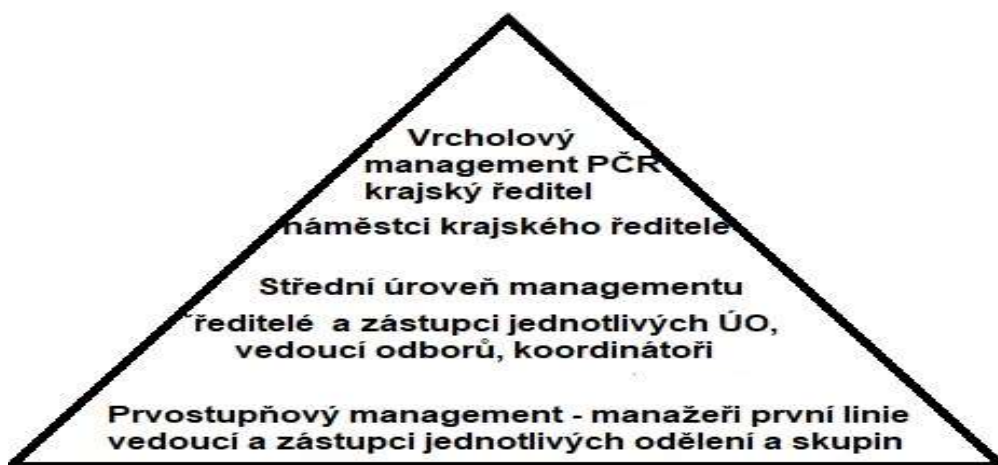 Vrcholový
management PČR
krajský ředitel
náměstci krajského ředitele
Střední úroveň managementu
ředitelé a zástupci jednotlivých ÚO,
vedoucí odborů, koordinátoři
Prvostupňový management - manažeři první linie
vedoucí a zástupci jednotlivých odělení a skupin